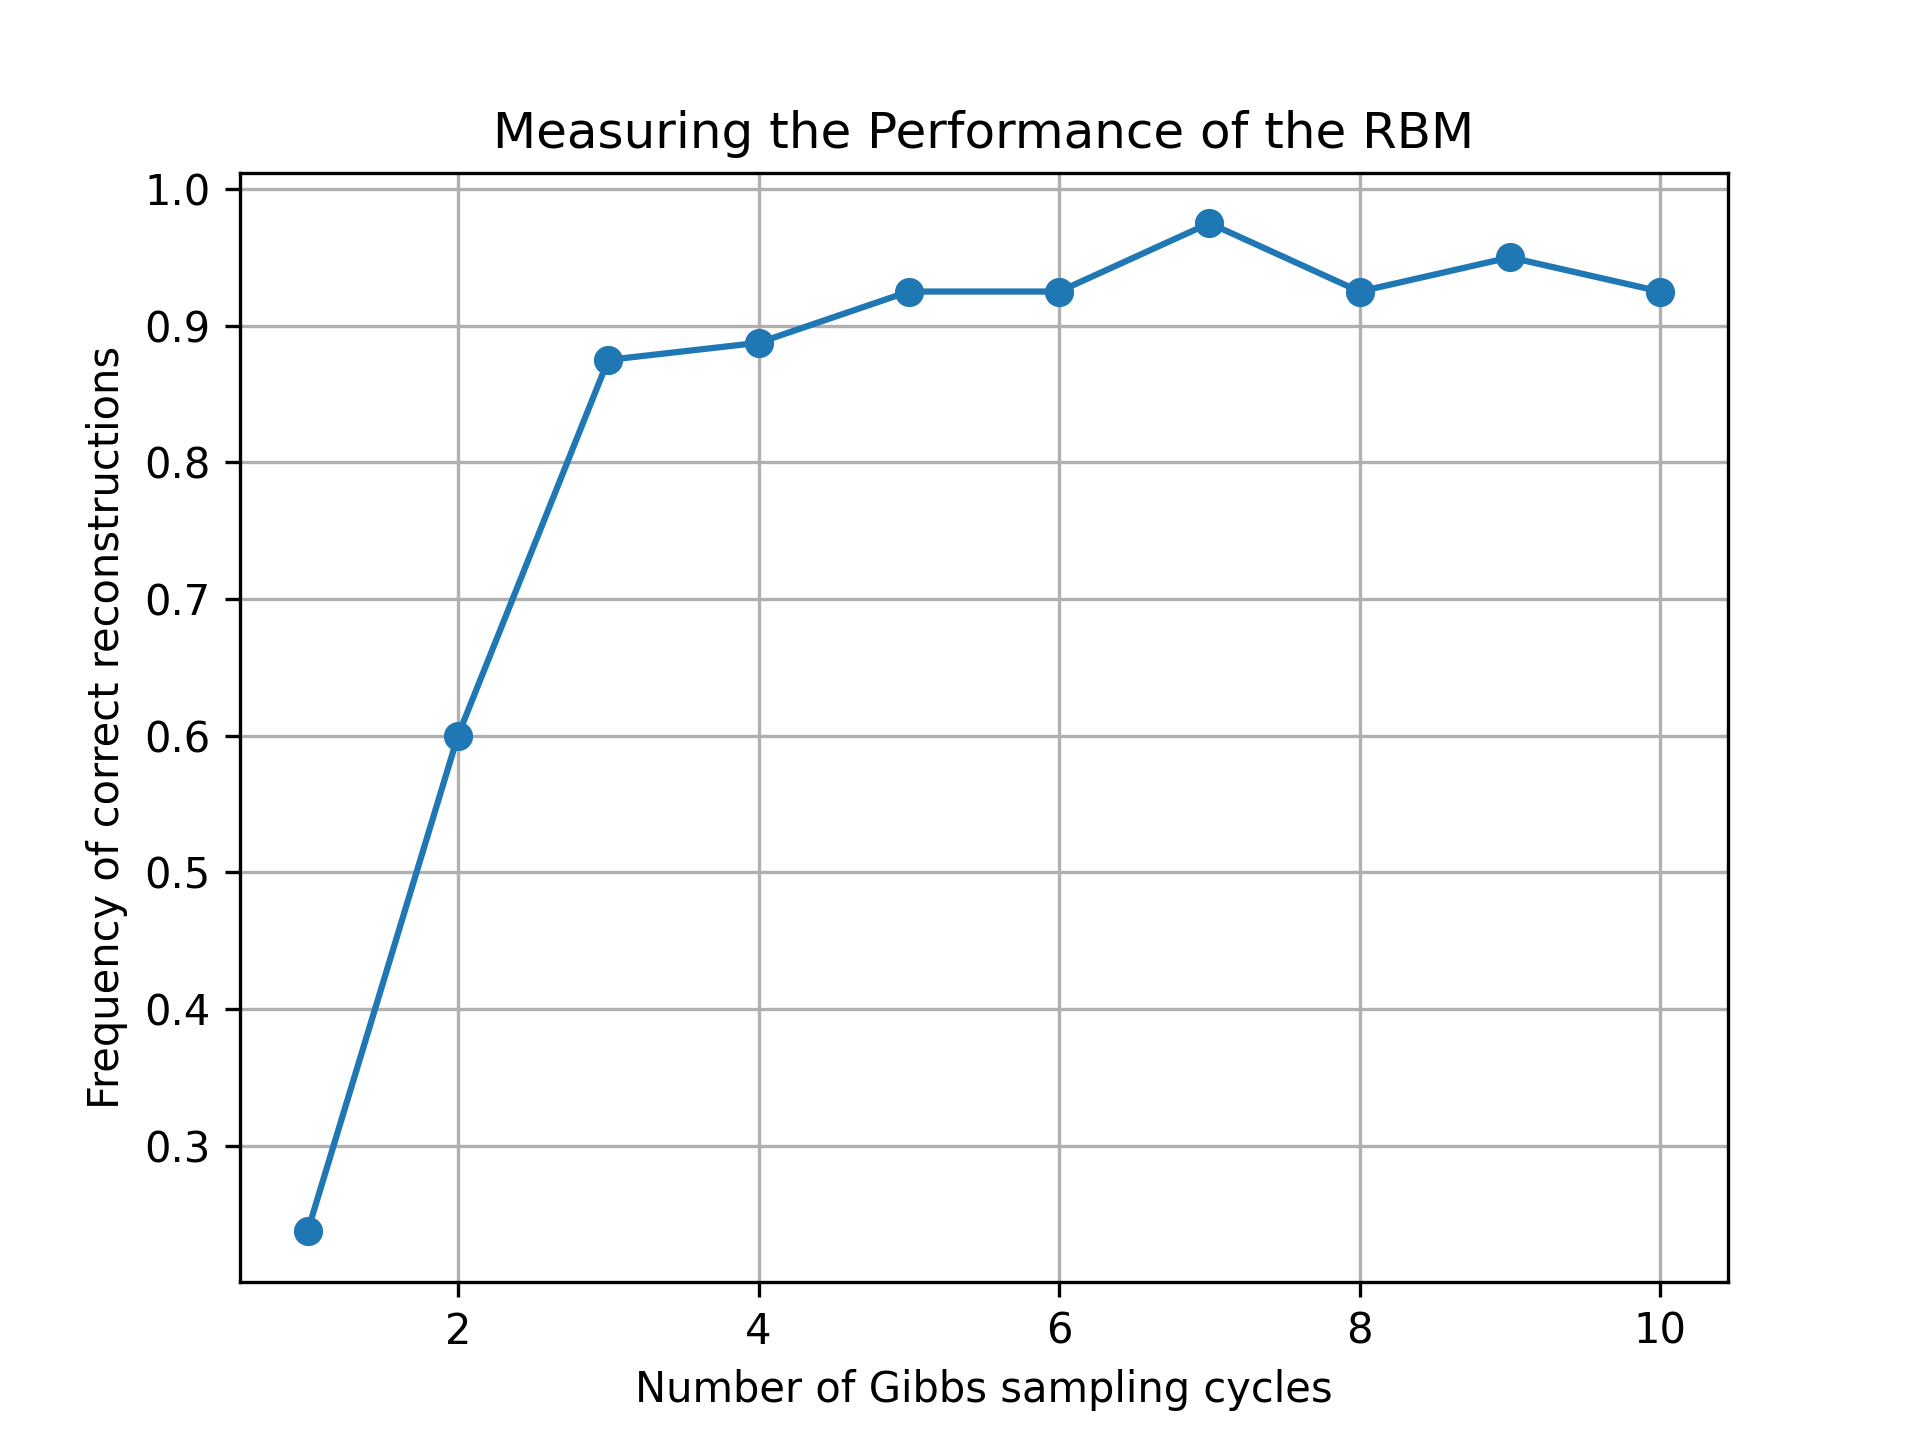 Measuring the Performance of the RBM
1.0
0.9
0.8
0.7
0.6
0.5
0.4
0.3
Frequency of correct reconstructions
2 4 6 8 10
Number of Gibbs sampling cycles